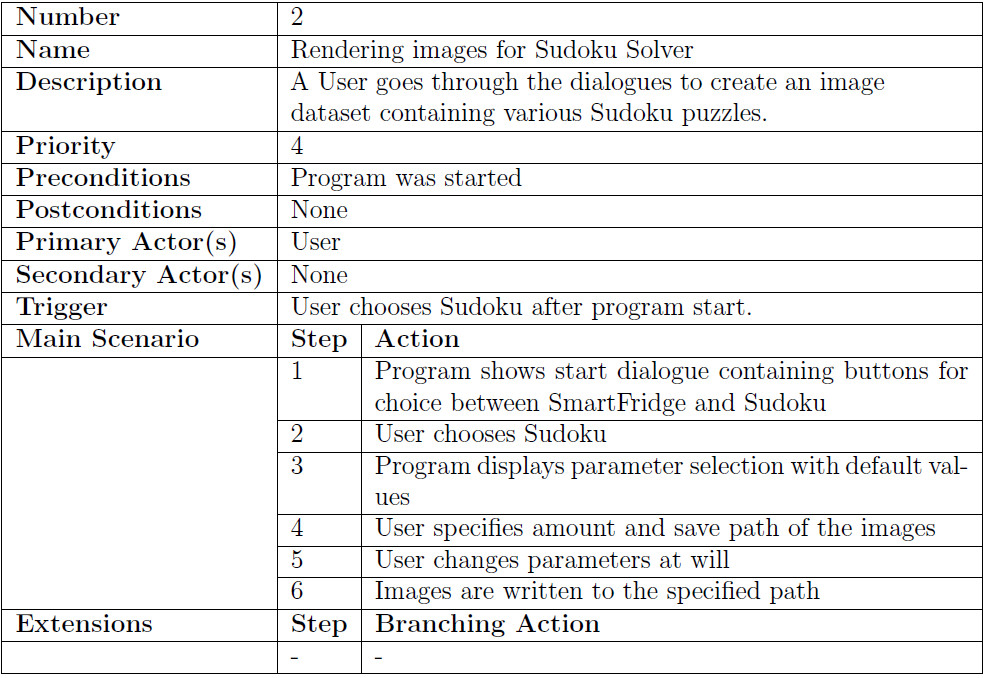 Number 2
Name Rendering images for Sudoku Solver
Description A User goes through the dialogues to create an image
dataset containing various Sudoku puzzles.
Priority 4
Preconditions Program was started
Postconditions None
Primary Actor(s) User
Secondary Actor(s) None
Trigger User chooses Sudoku after program start.
Main Scenario Step Action
1 Program shows start dialogue containing buttons for
choice between SmartFridge and Sudoku
2 User chooses Sudoku
3 Program displays parameter selection with default val-
ues
4 User specifies amount and save path of the images
5 User changes parameters at will
6 Images are written to the specified path
Extensions Step Branching Action
- -